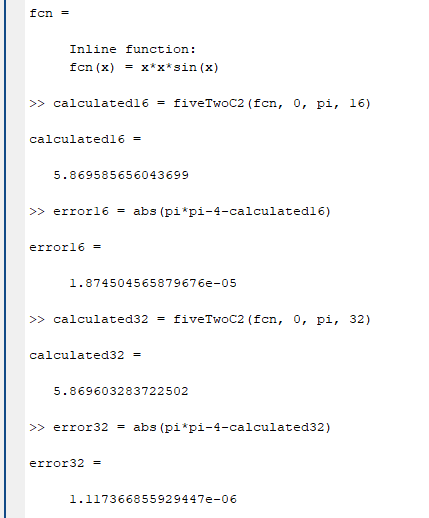 fcn =
Inline function:
fcn(x) = x*x*sin(x)
>> calculated16 = fiveTwoC2(fcn, 0, pi, 16)
calculated16 =
5.869585656043699
>> error16 = abs(pi*pi-4-calculated16)
error16 =
1.874504565879676e-05
>> calculated32 = fiveTwoC2(fcn, 0, pi, 32)
calculated32 =
5.869603283722502
>> error32 = abs(pi*pi-4-calculated32)
error32 =
1.117366855929447e-06